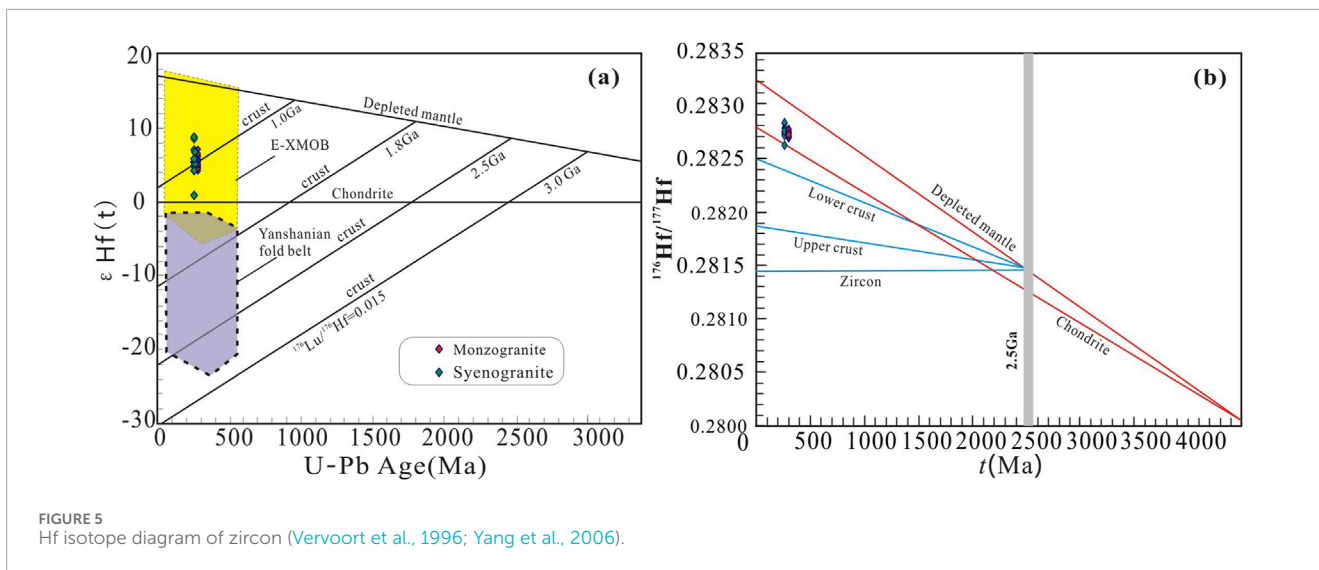 20
10
0
-10
-20
-30
ε Hf (t)
(a)
Depleted mantle
crust
1.0Ga
E-XMOB
crust
1.8Ga
2.5Ga
3.0 Ga
Chondrite
Yanshanian
fold belt
crust
crust
¹⁷⁶Lu/¹⁷⁶Hf=0.015
Monzogranite
Syenogranite
0 500 1000 1500 2000 2500 3000
U-Pb Age(Ma)
0.2835
0.2830
0.2825
0.2820
0.2815
0.2810
0.2805
0.2800
¹⁷⁶Hf/¹⁷⁷Hf
(b)
Depleted mantle
Lower crust
Upper crust
Zircon
Chondrite
2.5Ga
0 500 1000 1500 2000 2500 3000 3500 4000
t(Ma)
FIGURE 5
Hf isotope diagram of zircon (Vervoort et al., 1996; Yang et al., 2006).